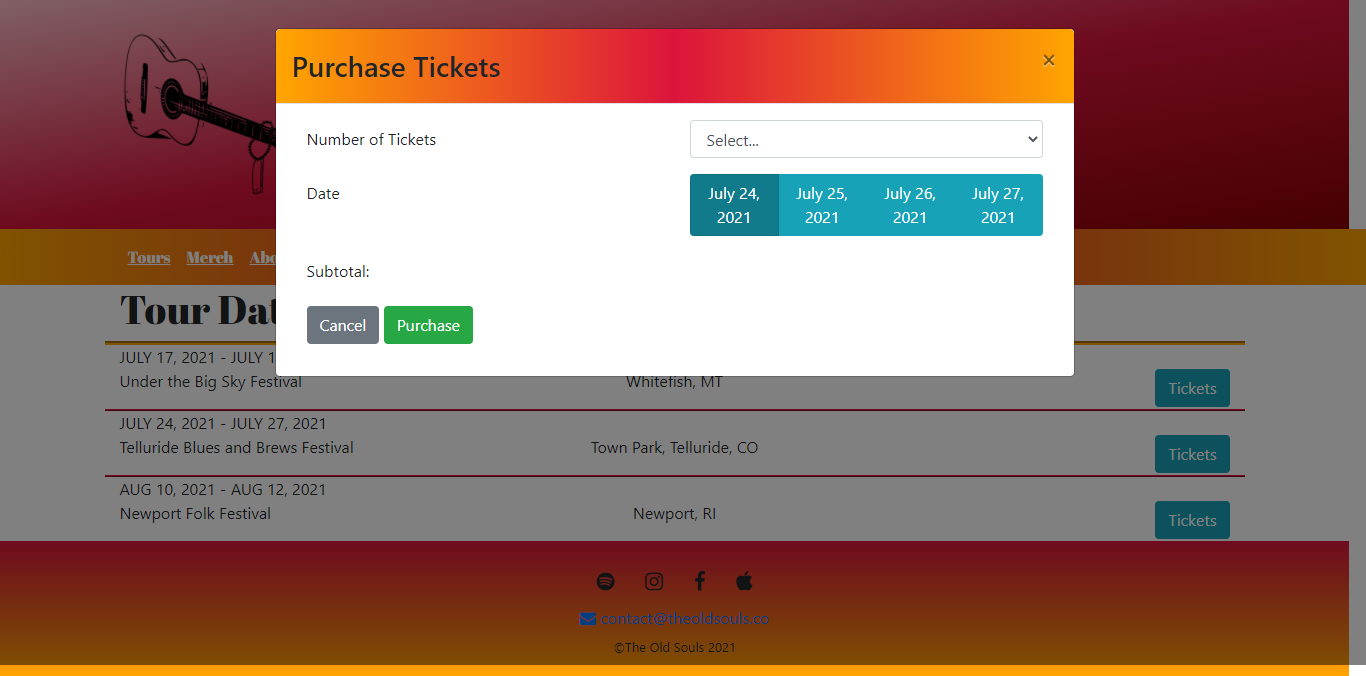 Purchase Tickets
×
Number of Tickets
Select...
Date
July 24, 2021
July 25, 2021
July 26, 2021
July 27, 2021
Subtotal:
Cancel
Purchase
Tours Merch Abo
Tour Dat
JULY 17, 2021 - JULY 1
Under the Big Sky Festival
Whitefish, MT
Tickets
JULY 24, 2021 - JULY 27, 2021
Telluride Blues and Brews Festival
Town Park, Telluride, CO
Tickets
AUG 10, 2021 - AUG 12, 2021
Newport Folk Festival
Newport, RI
Tickets
contact@theoldsouls.co
©The Old Souls 2021